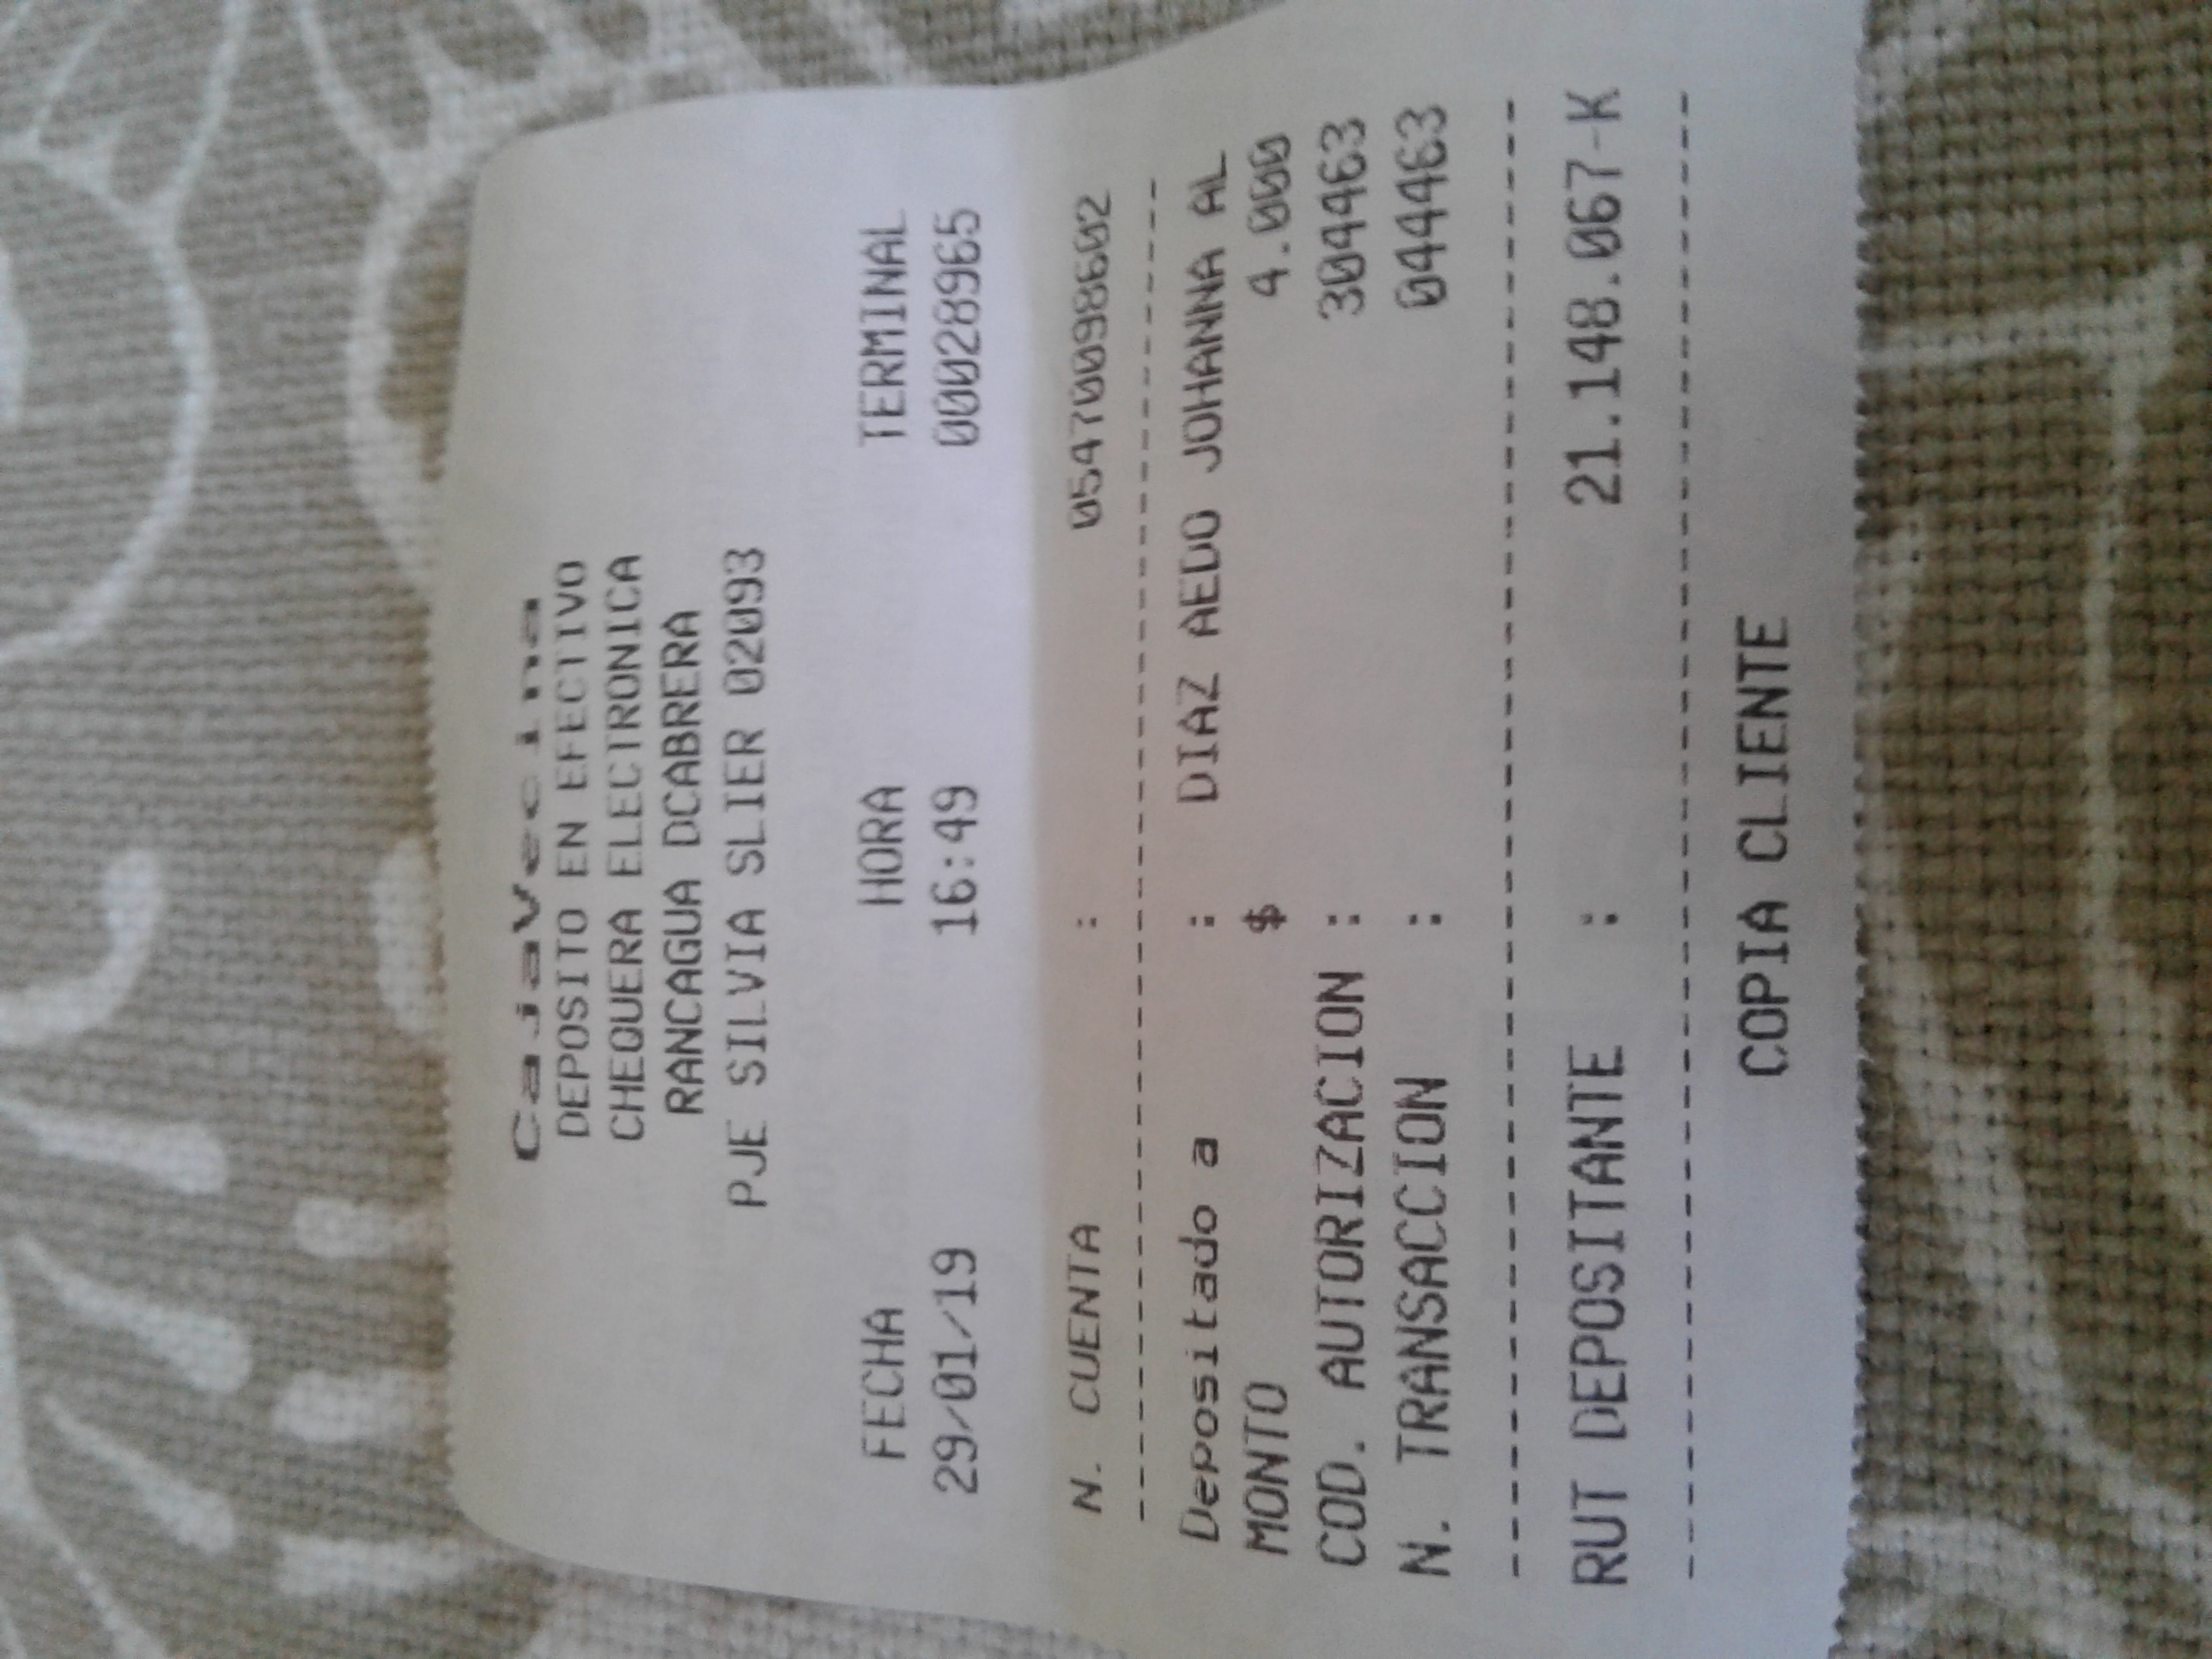 CajaVecina
DEPOSITO EN EFECTIVO
CHEQUERA ELECTRONICA
RANCAGUA DCABRERA
PJE SILVIA SLIER 02093
FECHA HORA TERMINAL
29/01/19 16:49 00028965
N. CUENTA : 05470098602
Depositado a : DIAZ AEDO JOHANNA AL
MONTO $ 4.000
COD. AUTORIZACION : 304463
N. TRANSACCION : 044463
RUT DEPOSITANTE : 21.148.067-K
COPIA CLIENTE